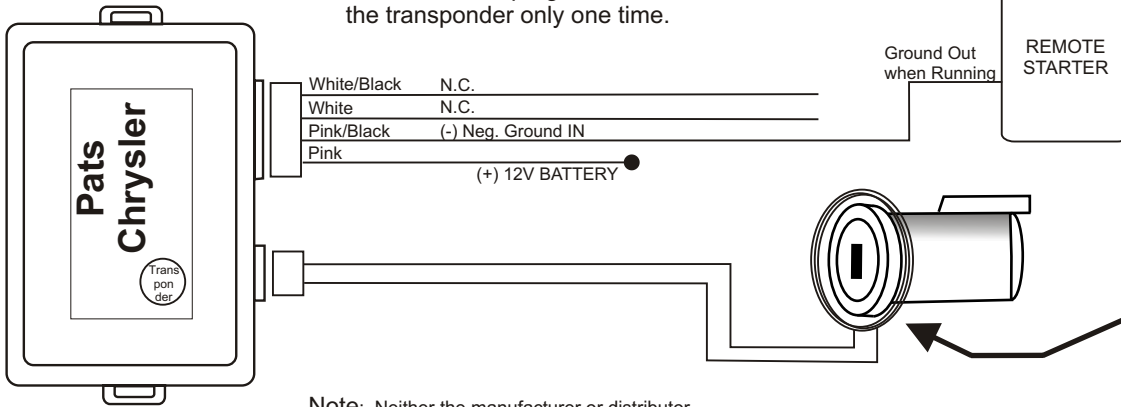 the transponder only one time.
Ground Out
when Running
REMOTE
STARTER
White/Black N.C.
White N.C.
Pink/Black (-) Neg. Ground IN
Pink
(+) 12V BATTERY
Pats
Chrysler
Trans
pon
der
Note: Neither the manufacturer or distributor